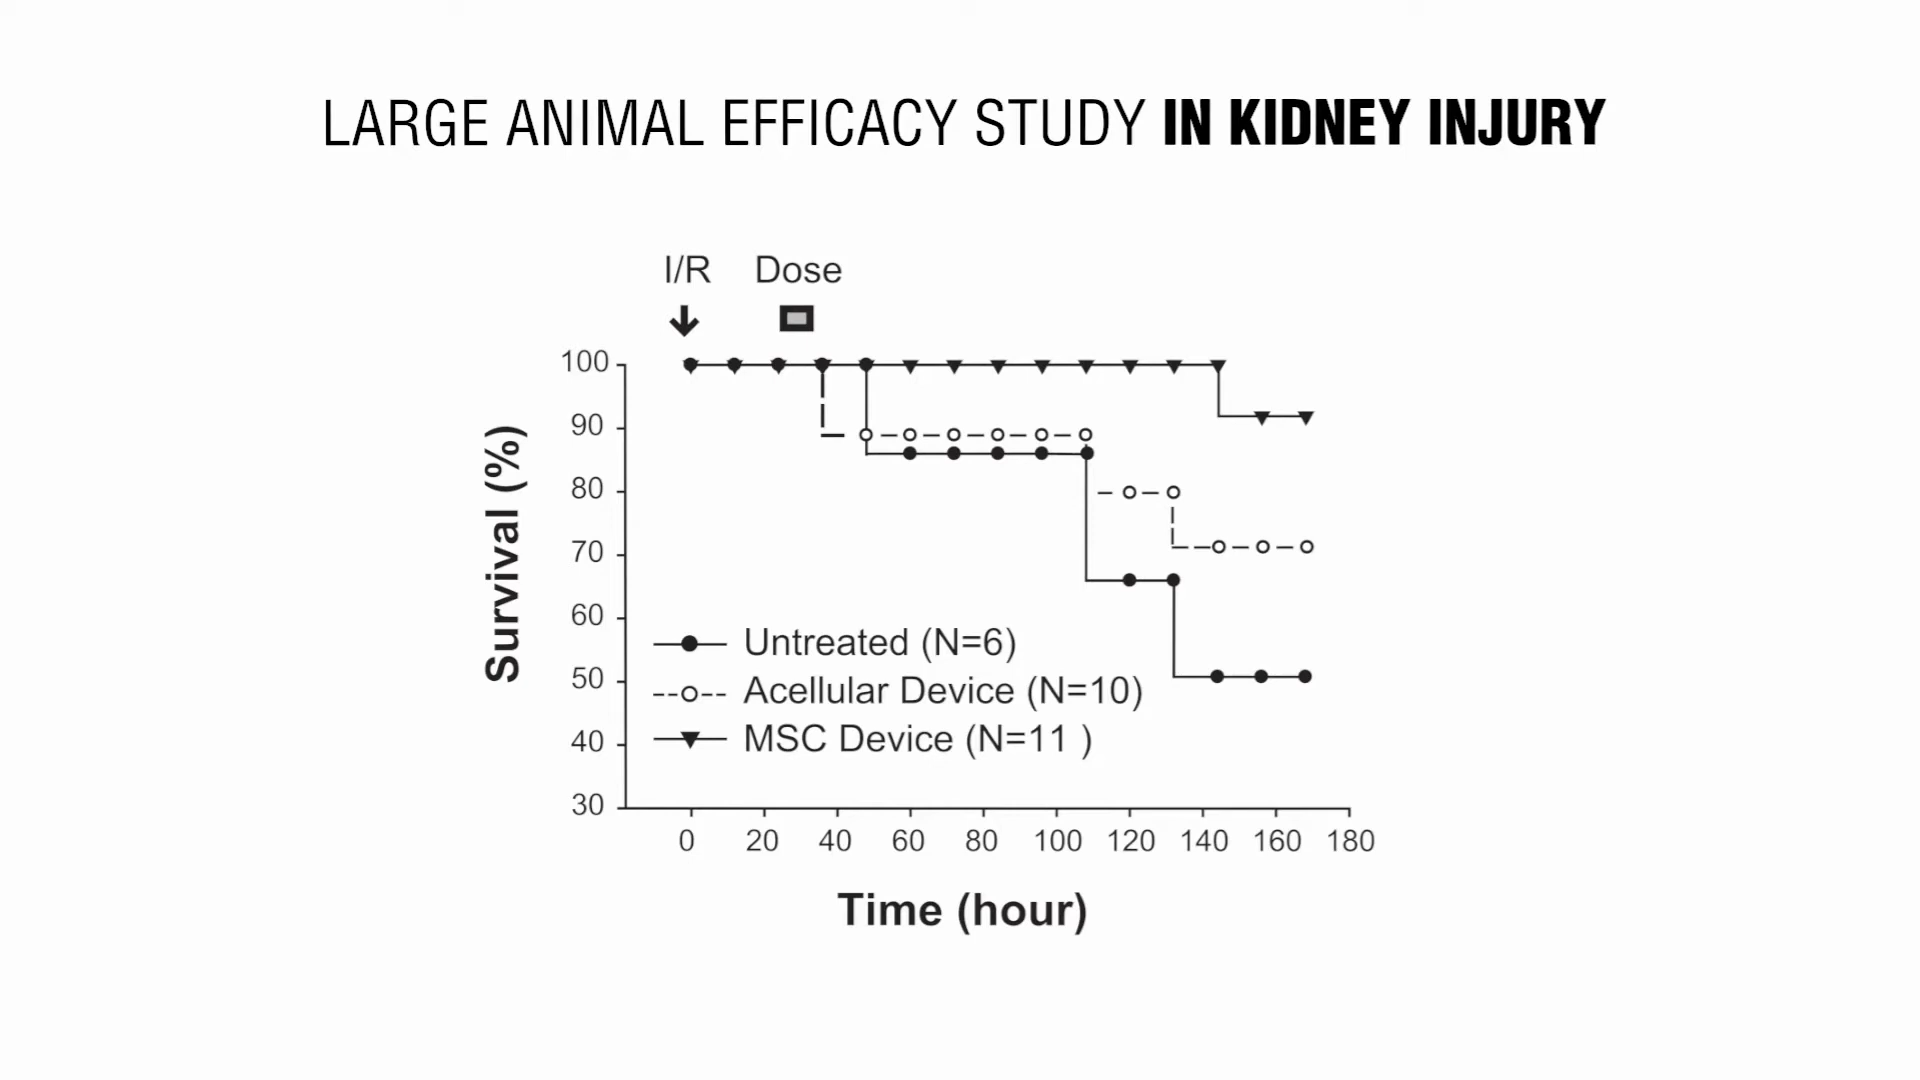 LARGE ANIMAL EFFICACY STUDY IN KIDNEY INJURY
I/R Dose
100
90
80
70
60
50
40
30
Survival (%)
Untreated (N=6)
Acellular Device (N=10)
MSC Device (N=11 )
0 20 40 60 80 100 120 140 160 180
Time (hour)